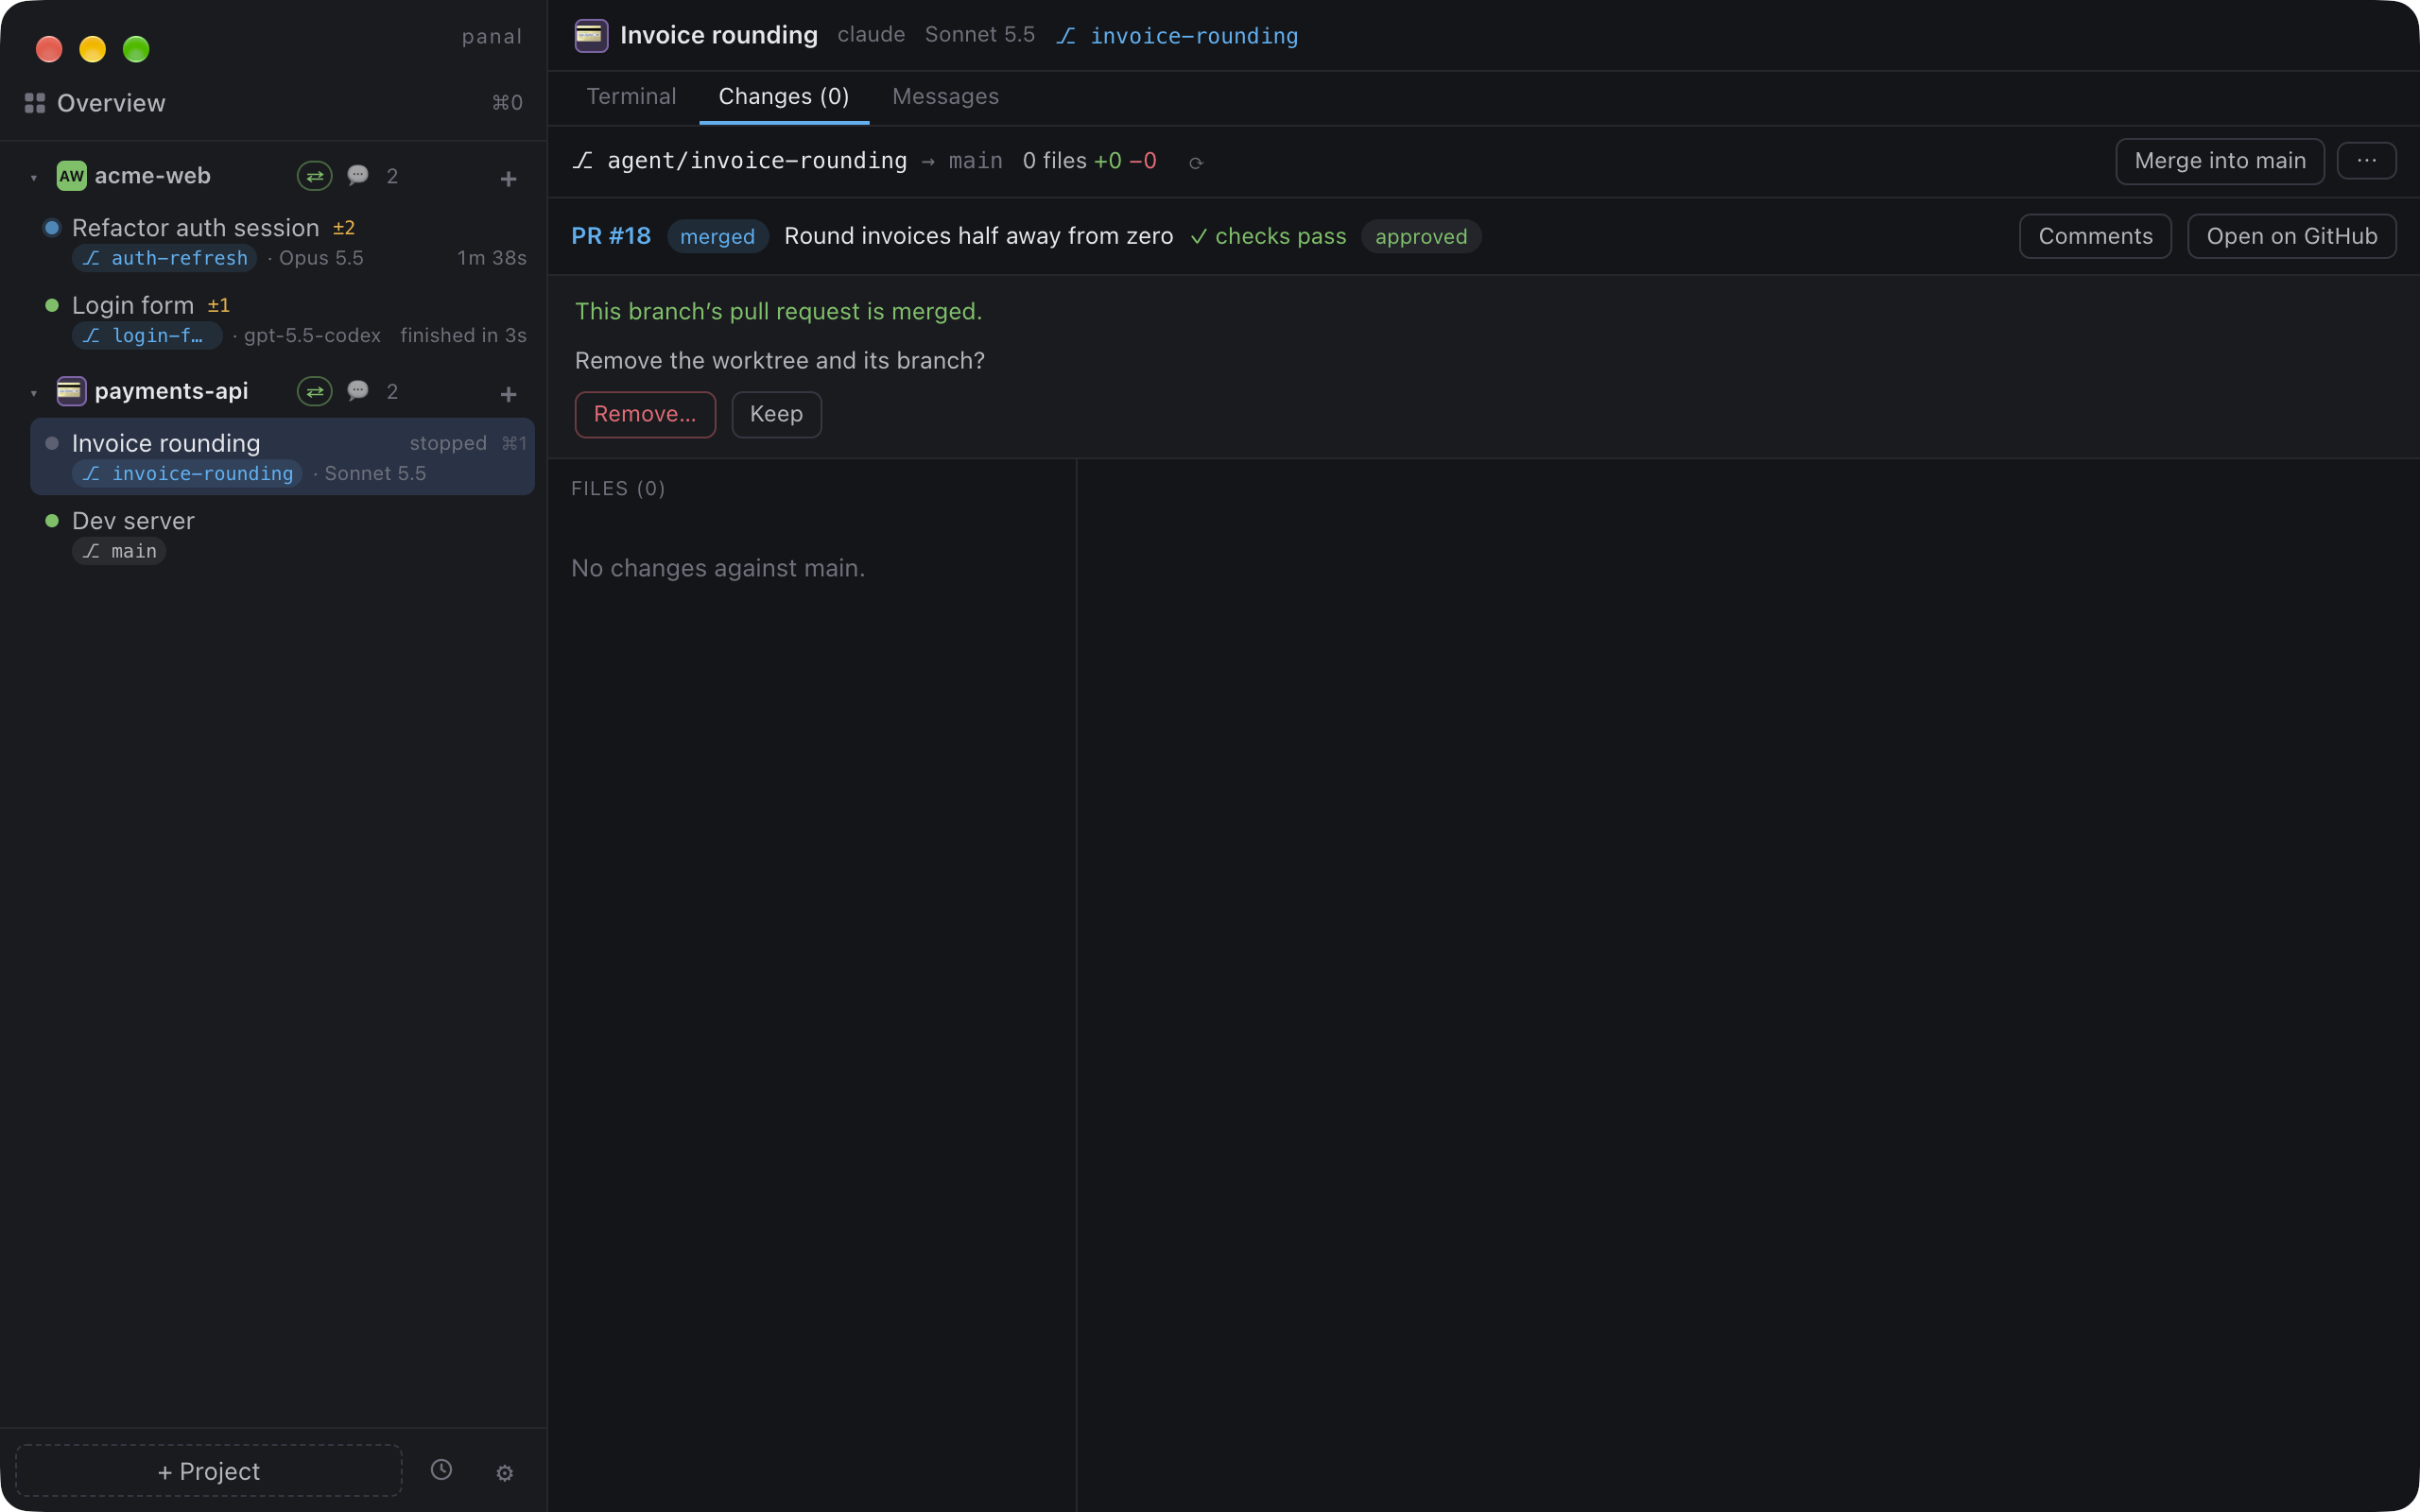 panal
Overview ⌘0
AW acme-web 2 +
Refactor auth session ±2
auth-refresh · Opus 5.5 1m 38s
Login form ±1
login-f… · gpt-5.5-codex finished in 3s
payments-api 2 +
Invoice rounding stopped ⌘1
invoice-rounding · Sonnet 5.5
Dev server
main
+ Project
Invoice rounding claude Sonnet 5.5 invoice-rounding
Terminal Changes (0) Messages
agent/invoice-rounding → main 0 files +0 −0 Merge into main ⋯
PR #18 merged Round invoices half away from zero ✓ checks pass approved Comments Open on GitHub
This branch’s pull request is merged.
Remove the worktree and its branch?
Remove… Keep
FILES (0)
No changes against main.